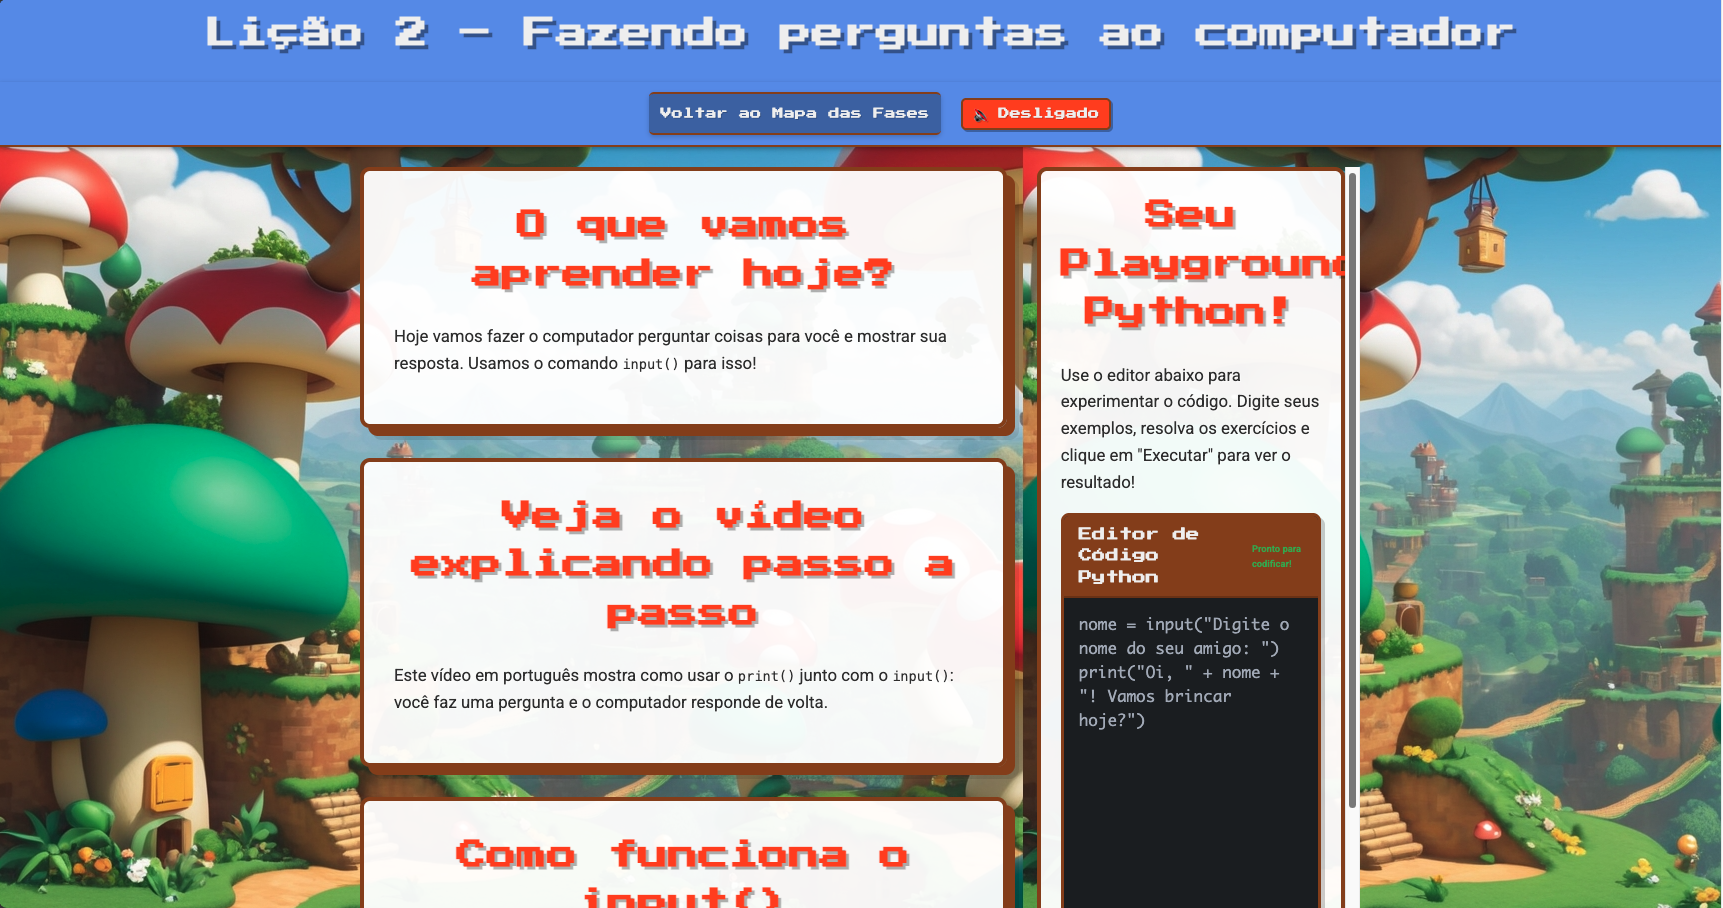 Lição 2 – Fazendo perguntas ao computador
Voltar ao Mapa das Fases
Desligado
O que vamos
aprender hoje?
Hoje vamos fazer o computador perguntar coisas para você e mostrar sua
resposta. Usamos o comando input() para isso!
Veja o vídeo
explicando passo a
passo
Este vídeo em português mostra como usar o print() junto com o input():
você faz uma pergunta e o computador responde de volta.
Como funciona o
input()
Seu
Playground
Python!
Use o editor abaixo para
experimentar o código. Digite seus
exemplos, resolva os exercícios e
clique em "Executar" para ver o
resultado!
Editor de
Código
Python
Pronto para
codificar!
nome = input("Digite o
nome do seu amigo: ")
print("Oi, " + nome +
"! Vamos brincar
hoje?")